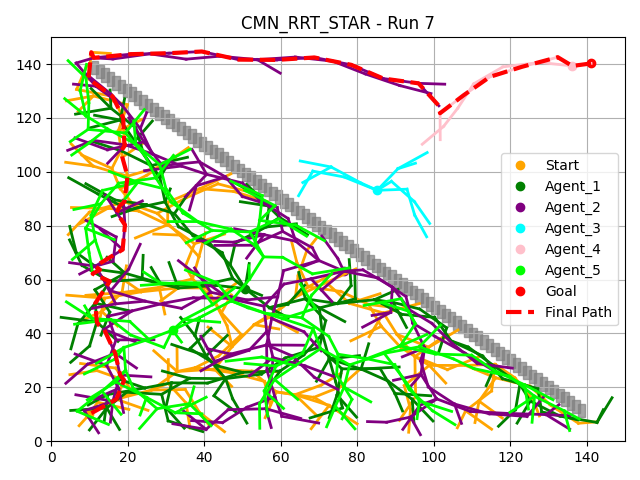 CMN_RRT_STAR - Run 7
140
120
100
80
60
40
20
0
0 20 40 60 80 100 120 140
Start
Agent_1
Agent_2
Agent_3
Agent_4
Agent_5
Goal
Final Path